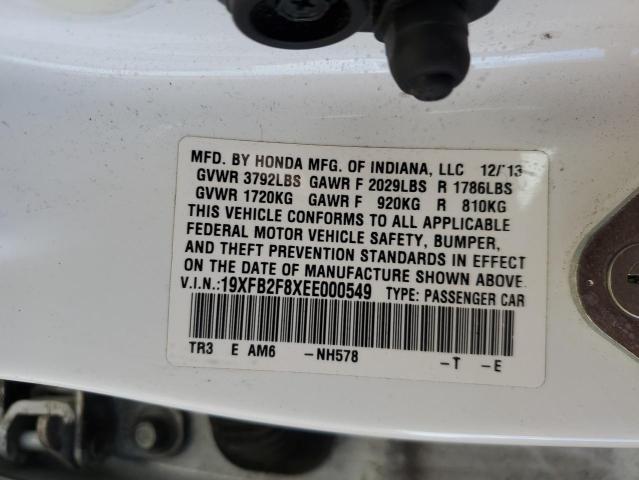 MFD. BY HONDA MFG. OF INDIANA, LLC 12/13
GVWR 3792LBS GAWR F 2029LBS R 1786LBS
GVWR 1720KG GAWR F 920KG R 810KG
THIS VEHICLE CONFORMS TO ALL APPLICABLE
FEDERAL MOTOR VEHICLE SAFETY, BUMPER,
AND THEFT PREVENTION STANDARDS IN EFFECT
ON THE DATE OF MANUFACTURE SHOWN ABOVE.
V.I.N.:19XFB2F8XEE000549 TYPE: PASSENGER CAR
TR3 E AM6 -NH578 -T -E